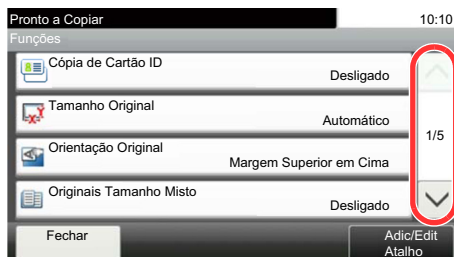 Pronto a Copiar
10:10
Funções
Cópia de Cartão ID
Desligado
Tamanho Original
Automático
1/5
Orientação Original
Margem Superior em Cima
Originais Tamanho Misto
Desligado
Fechar
Adic/Edit
Atalho